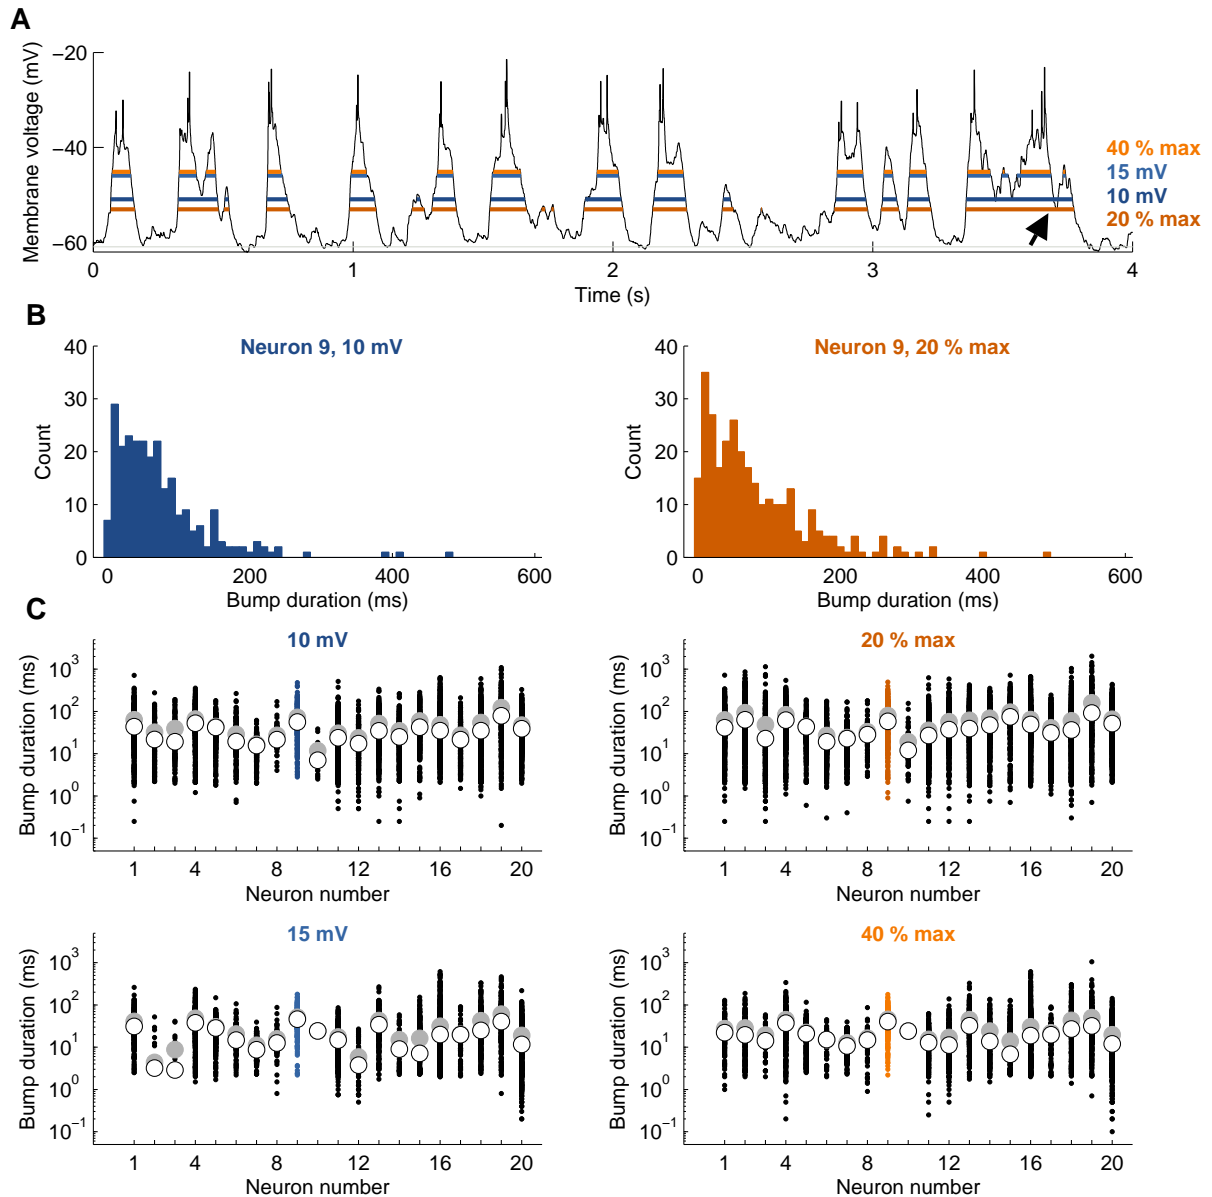 A
Membrane voltage (mV)
−20
−40
−60
40 % max
15 mV
10 mV
20 % max
0 1 2 3 4
Time (s)
B
Neuron 9, 10 mV
Count
40
30
20
10
0
0 200 400 600
Bump duration (ms)
Neuron 9, 20 % max
Count
40
30
20
10
0
0 200 400 600
Bump duration (ms)
C
10 mV
Bump duration (ms)
10³
10²
10¹
10⁰
10⁻¹
1 4 8 12 16 20
Neuron number
20 % max
Bump duration (ms)
10³
10²
10¹
10⁰
10⁻¹
1 4 8 12 16 20
Neuron number
15 mV
Bump duration (ms)
10³
10²
10¹
10⁰
10⁻¹
1 4 8 12 16 20
Neuron number
40 % max
Bump duration (ms)
10³
10²
10¹
10⁰
10⁻¹
1 4 8 12 16 20
Neuron number